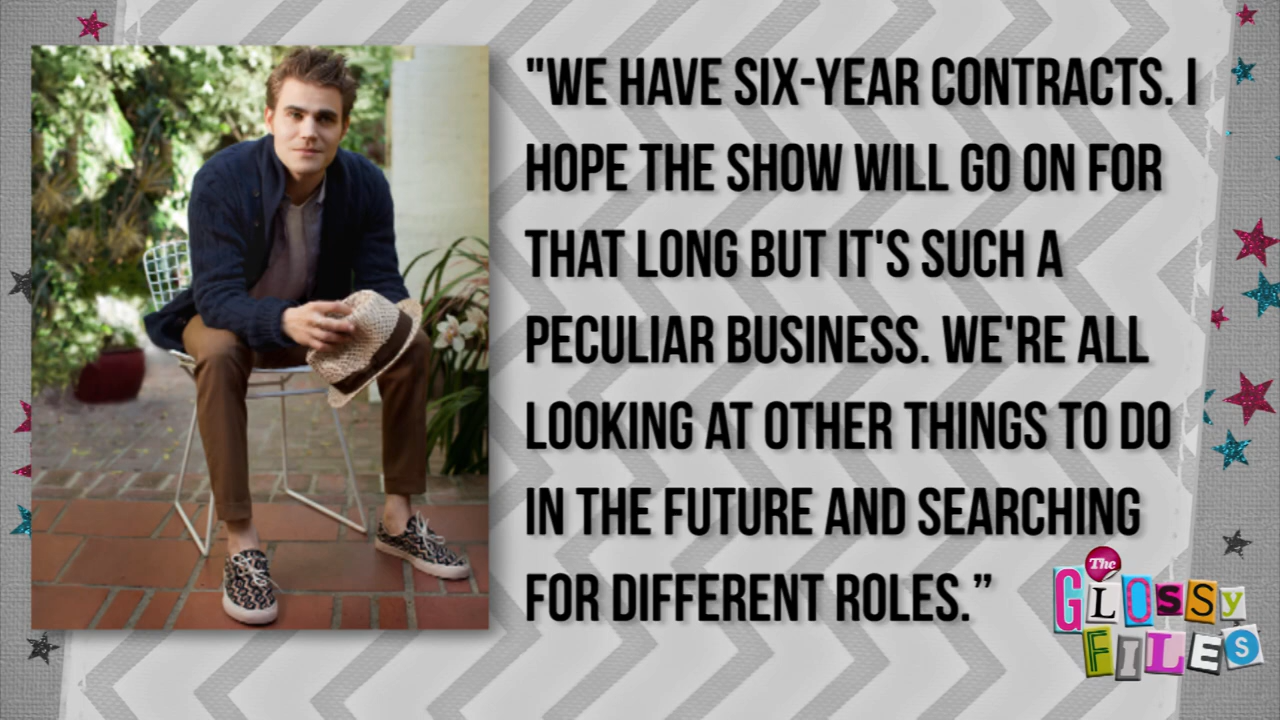 "WE HAVE SIX-YEAR CONTRACTS. I
HOPE THE SHOW WILL GO ON FOR
THAT LONG BUT IT'S SUCH A
PECULIAR BUSINESS. WE'RE ALL
LOOKING AT OTHER THINGS TO DO
IN THE FUTURE AND SEARCHING
FOR DIFFERENT ROLES.”
The
GLOSSy
FILES